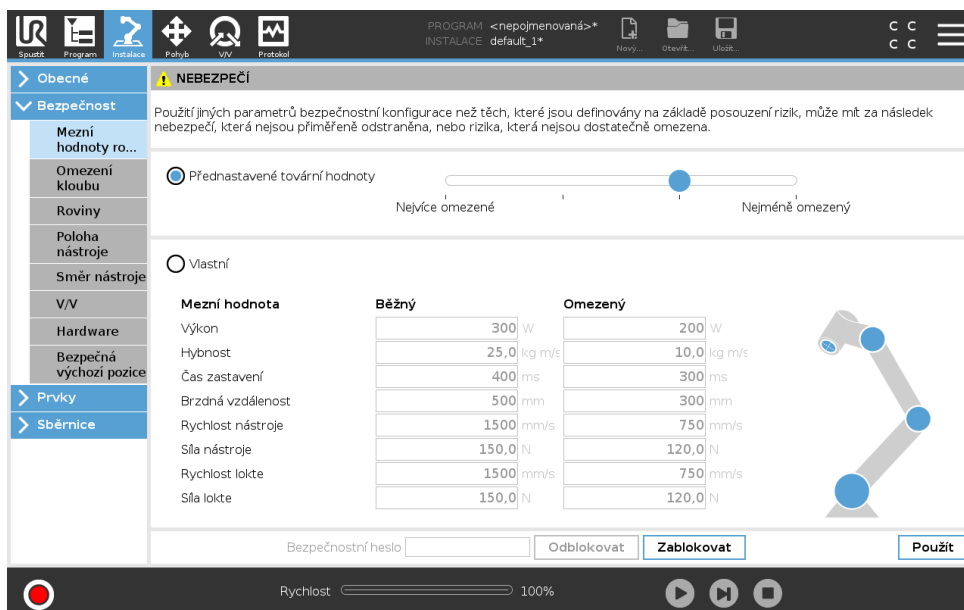 UR
PROGRAM <nepojmenovaná>*
INSTALACE default_1*
C C
C C
Spustit Program Instalace Pohyb V/V Protokol Nový... Otevřít... Uložit...
Obecné
Bezpečnost
Mezní
hodnoty ro...
Omezení
kloubu
Roviny
Poloha
nástroje
Směr nástroje
V/V
Hardware
Bezpečná
výchozí pozice
Prvky
Sběrnice
NEBEZPEČÍ
Použití jiných parametrů bezpečnostní konfigurace než těch, které jsou definovány na základě posouzení rizik, může mít za následek
nebezpečí, která nejsou přiměřeně odstraněna, nebo rizika, která nejsou dostatečně omezena.
Přednastavené tovární hodnoty
Nejvíce omezené Nejméně omezený
Vlastní
Mezní hodnota Běžný Omezený
Výkon 300 W 200 W
Hybnost 25,0 kg m/s 10,0 kg m/s
Čas zastavení 400 ms 300 ms
Brzdná vzdálenost 500 mm 300 mm
Rychlost nástroje 1500 mm/s 750 mm/s
Síla nástroje 150,0 N 120,0 N
Rychlost lokte 1500 mm/s 750 mm/s
Síla lokte 150,0 N 120,0 N
Bezpečnostní heslo Odblokovat Zablokovat Použít
Rychlost 100%